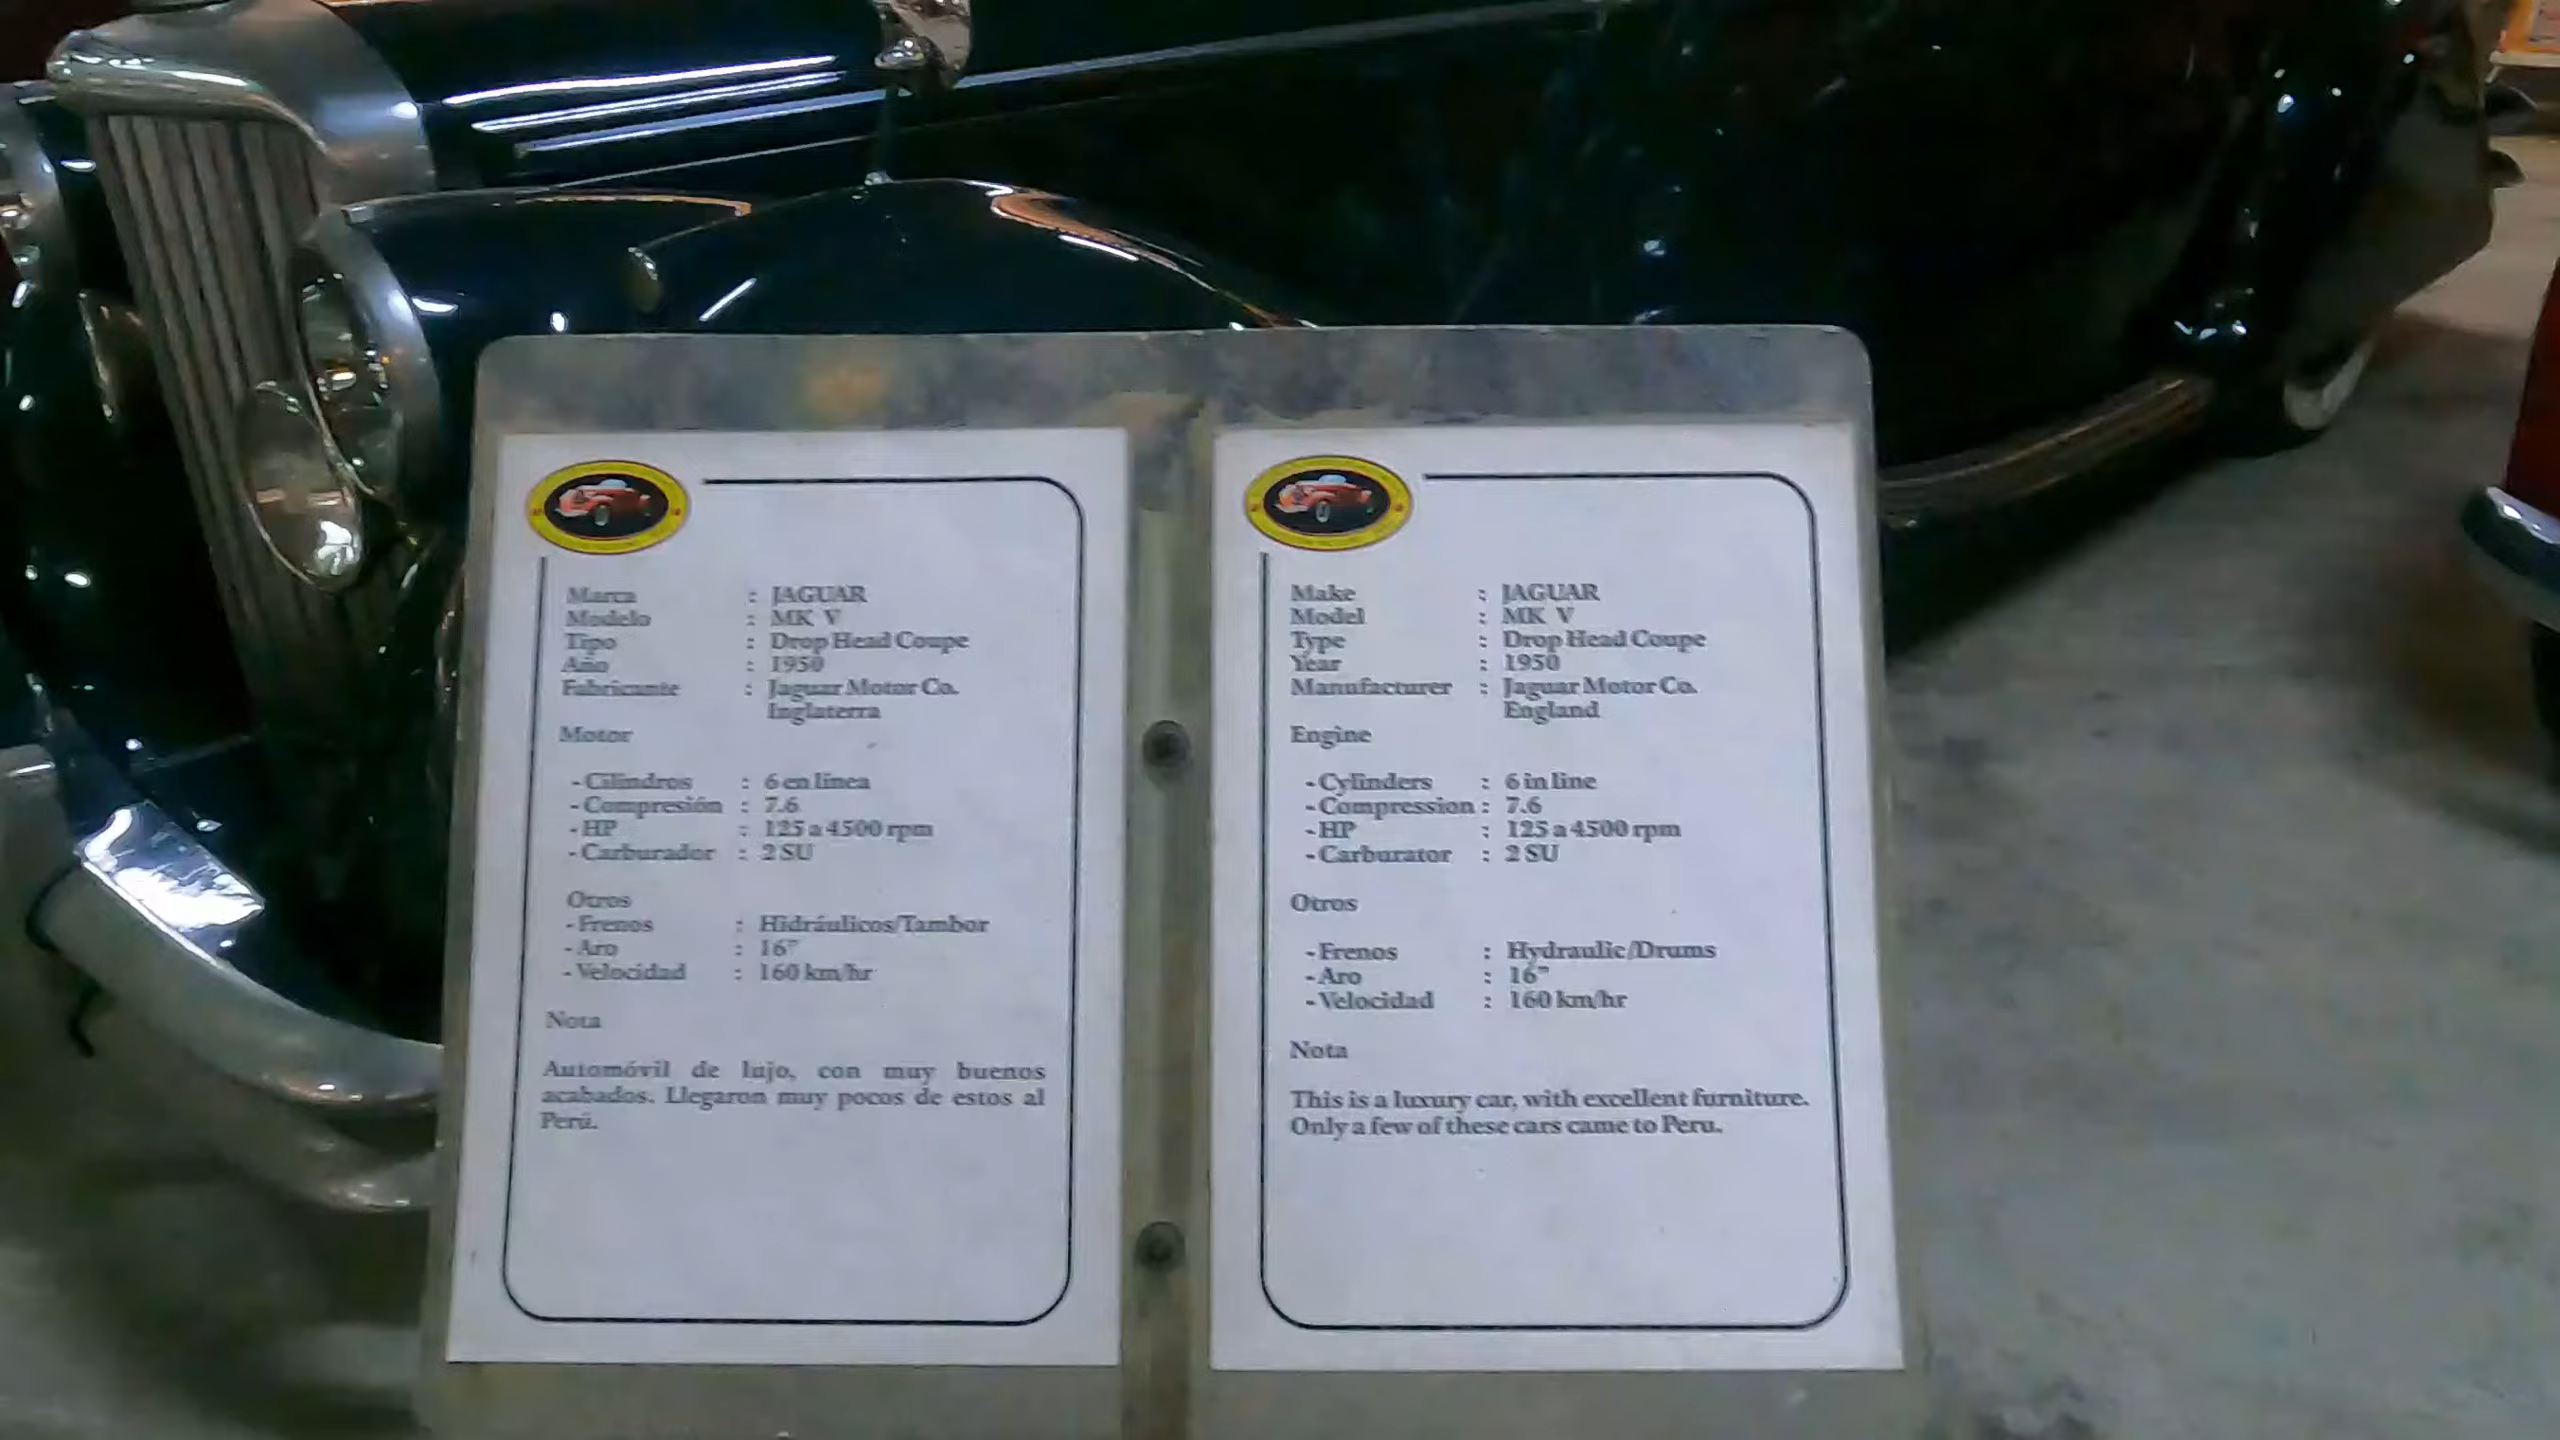 Marca : JAGUAR
Modelo : MK V
Tipo : Drop Head Coupe
Año : 1950
Fabricante : Jaguar Motor Co.
Inglaterra
Motor
- Cilindros : 6 en línea
- Compresión : 7.6
- HP : 125 a 4500 rpm
- Carburador : 2 SU
Otros
- Frenos : Hidráulicos/Tambor
- Aro : 16"
- Velocidad : 160 km/hr
Nota
Automóvil de lujo, con muy buenos
acabados. Llegaron muy pocos de estos al
Perú.
Make : JAGUAR
Model : MK V
Type : Drop Head Coupe
Year : 1950
Manufacturer : Jaguar Motor Co.
England
Engine
- Cylinders : 6 in line
- Compression : 7.6
- HP : 125 a 4500 rpm
- Carburator : 2 SU
Otros
- Frenos : Hydraulic/Drums
- Aro : 16"
- Velocidad : 160 km/hr
Nota
This is a luxury car, with excellent furniture.
Only a few of these cars came to Peru.